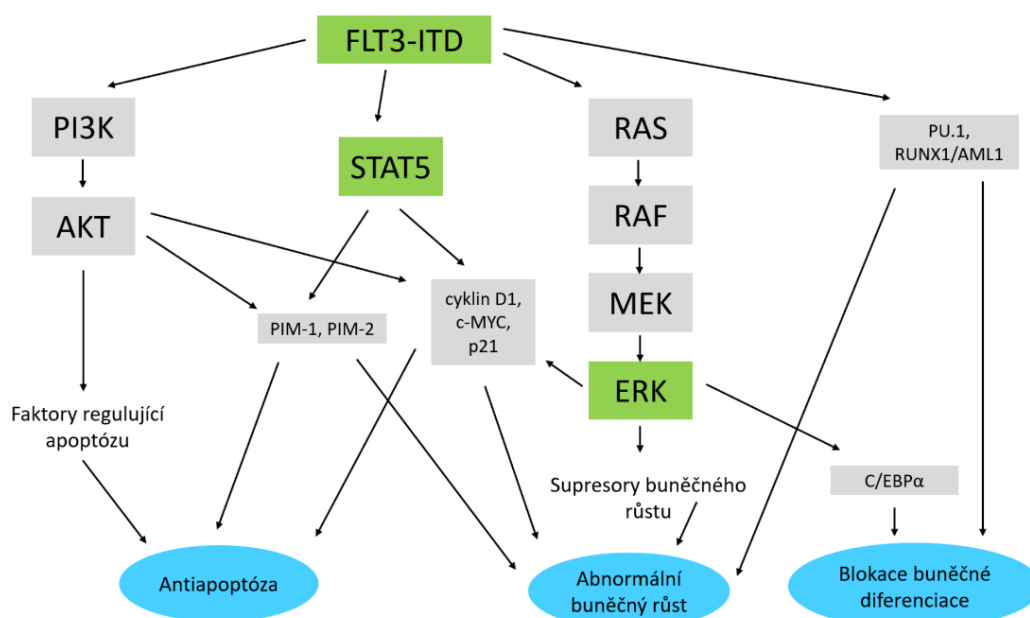 FLT3-ITD
PI3K
RAS
PU.1,
RUNX1/AML1
STAT5
AKT
RAF
cyklin D1,
c-MYC,
p21
MEK
PIM-1, PIM-2
ERK
Faktory regulující
apoptózu
Supresory buněčného
růstu
C/EBPα
Antiapoptóza
Abnormální
buněčný růst
Blokace buněčné
diferenciace